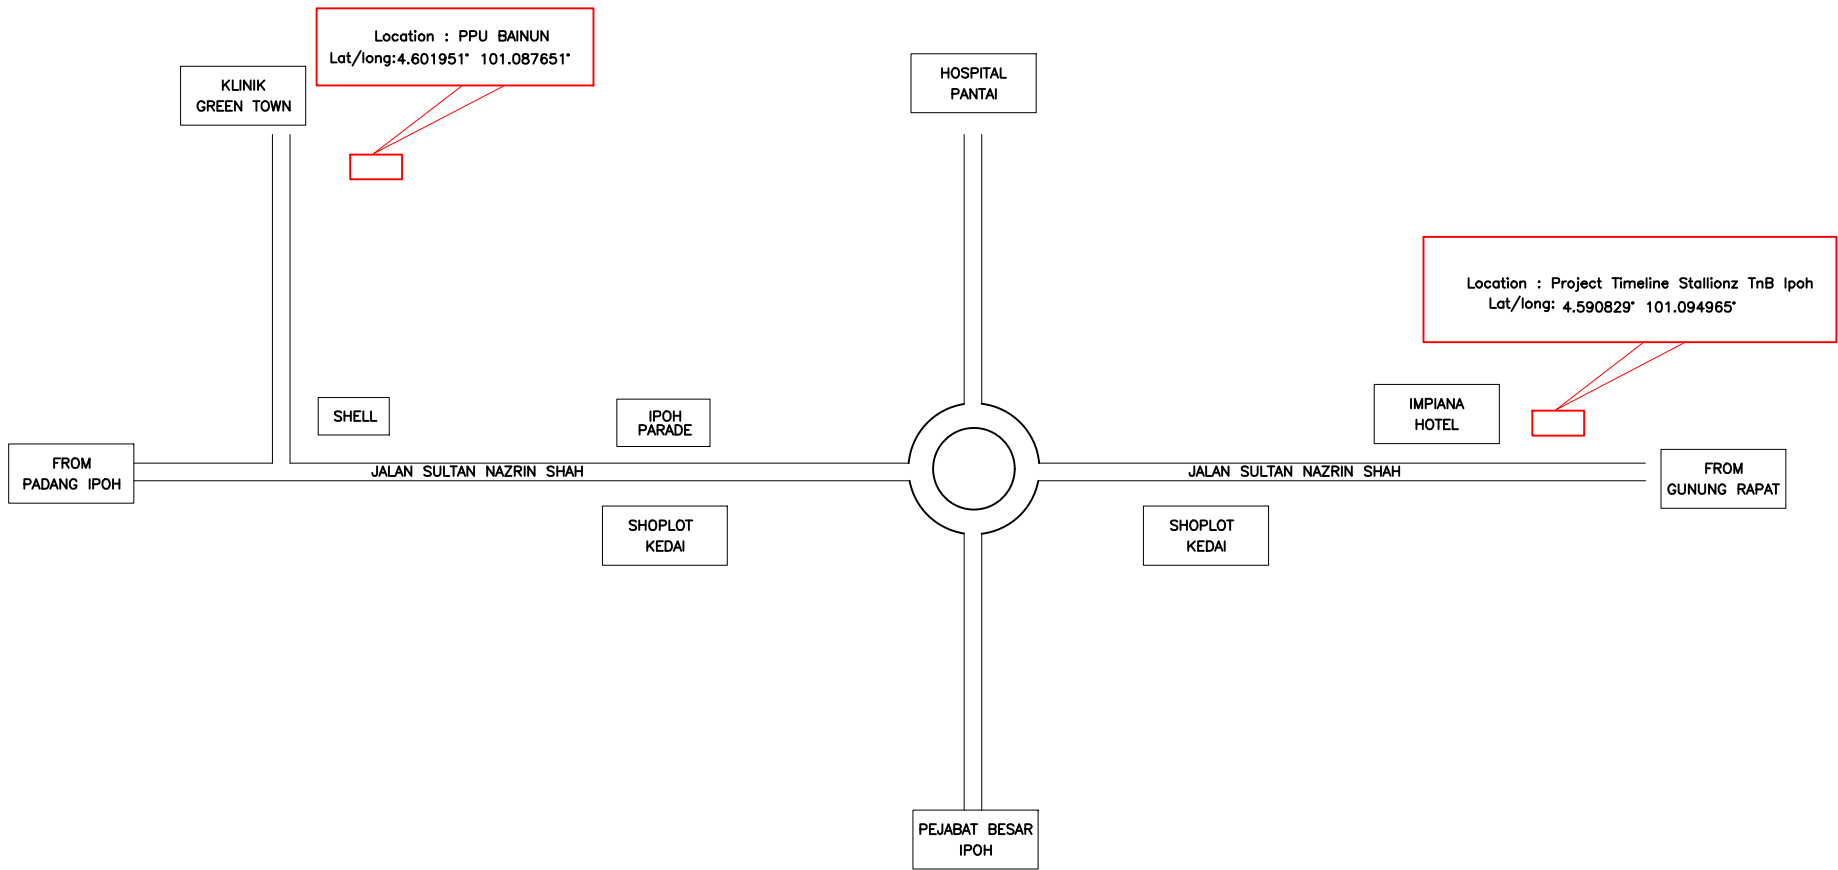 Location : PPU BAINUN
Lat/long:4.601951° 101.087651°
KLINIK
GREEN TOWN
HOSPITAL
PANTAI
Location : Project Timeline Stallionz TnB Ipoh
Lat/long: 4.590829° 101.094965°
SHELL
IPOH
PARADE
IMPIANA
HOTEL
FROM
PADANG IPOH
JALAN SULTAN NAZRIN SHAH
JALAN SULTAN NAZRIN SHAH
FROM
GUNUNG RAPAT
SHOPLOT
KEDAI
SHOPLOT
KEDAI
PEJABAT BESAR
IPOH